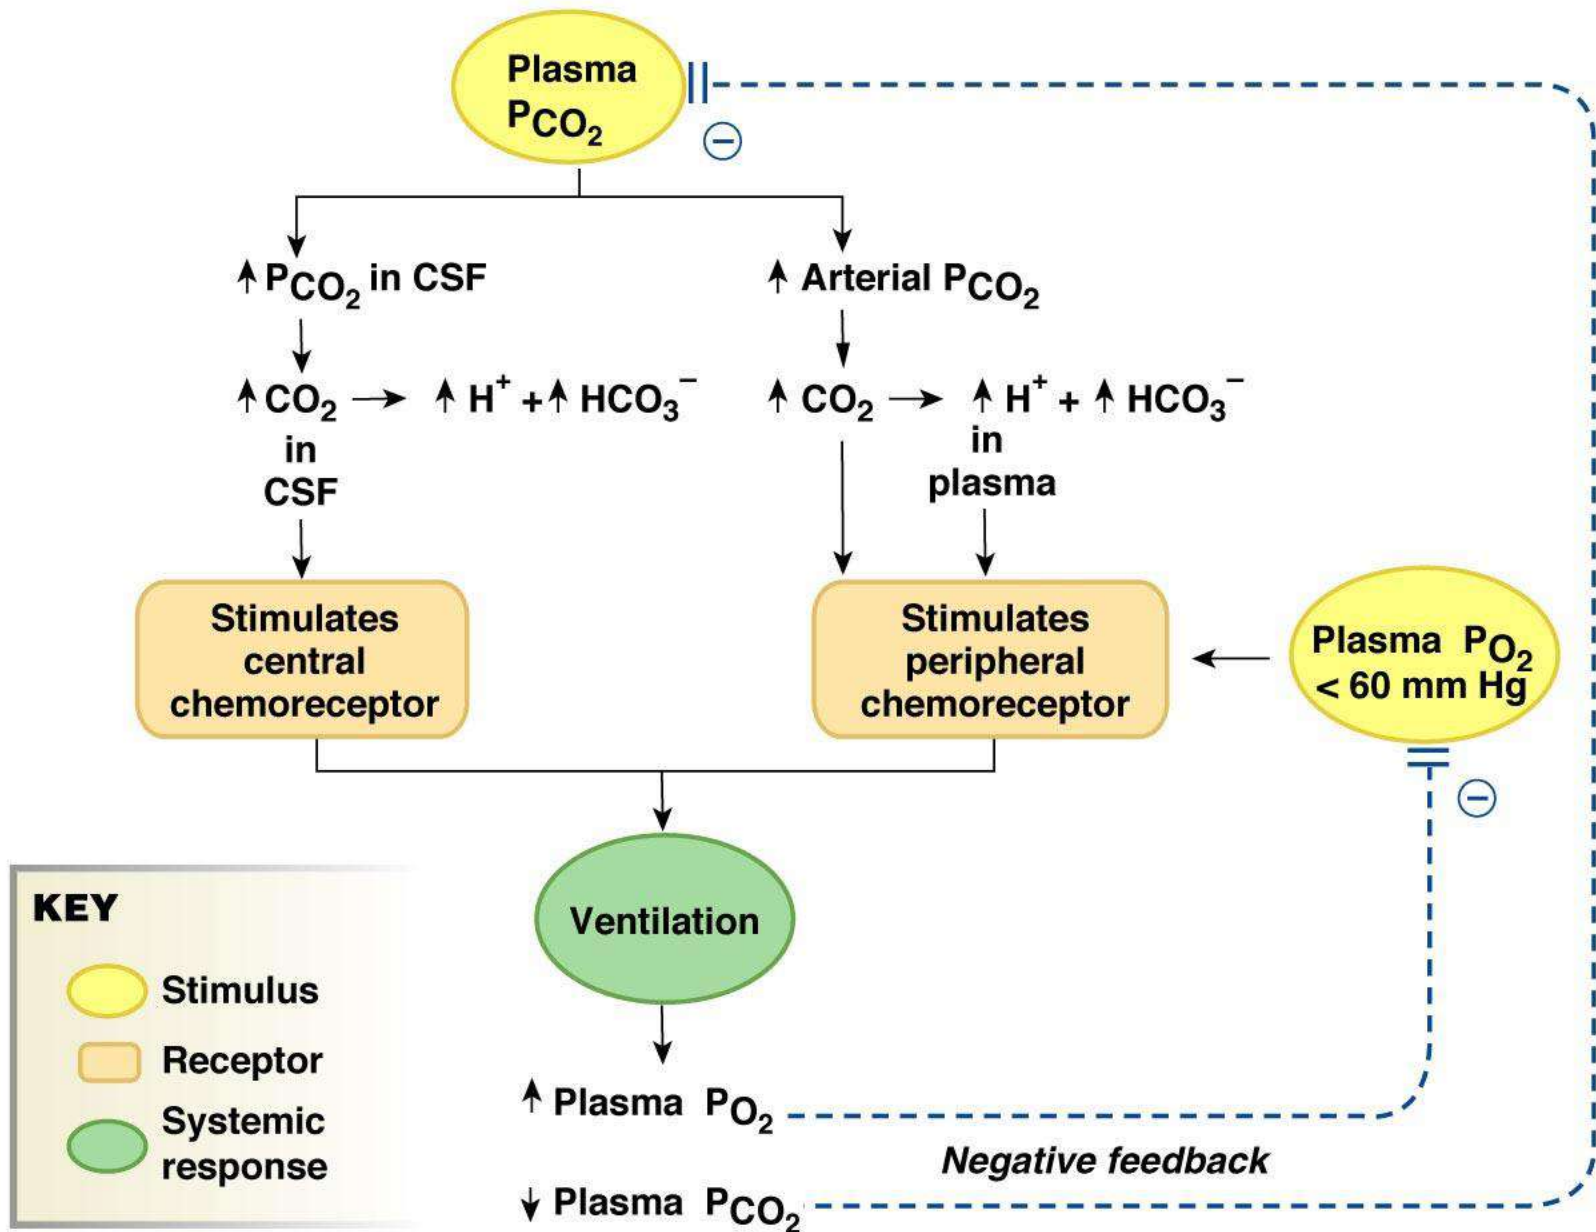 Plasma
PCO₂
↑ PCO₂ in CSF
↑ Arterial PCO₂
↑ CO₂ → ↑ H⁺ + ↑ HCO₃⁻
in
CSF
↑ CO₂ → ↑ H⁺ + ↑ HCO₃⁻
in
plasma
Stimulates
central
chemoreceptor
Stimulates
peripheral
chemoreceptor
Plasma PO₂
< 60 mm Hg
Ventilation
↑ Plasma PO₂
Negative feedback
↓ Plasma PCO₂
KEY
Stimulus
Receptor
Systemic
response